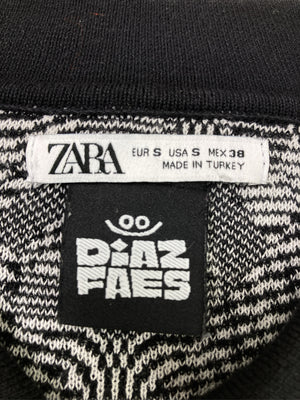 ZARA
EUR S USA S MEX 38
MADE IN TURKEY
DiAZ
FAES